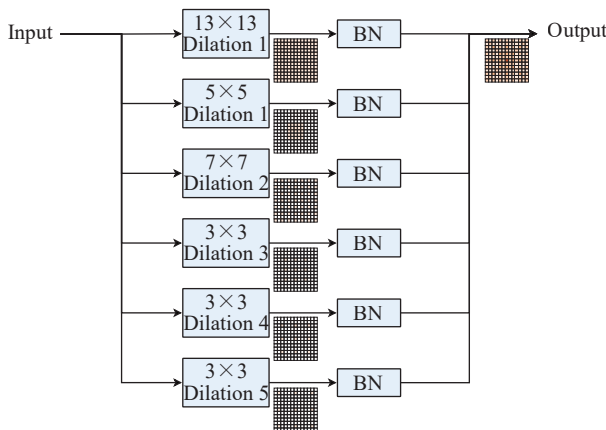 Input
13×13
Dilation 1
BN
Output
5×5
Dilation 1
BN
7×7
Dilation 2
BN
3×3
Dilation 3
BN
3×3
Dilation 4
BN
3×3
Dilation 5
BN